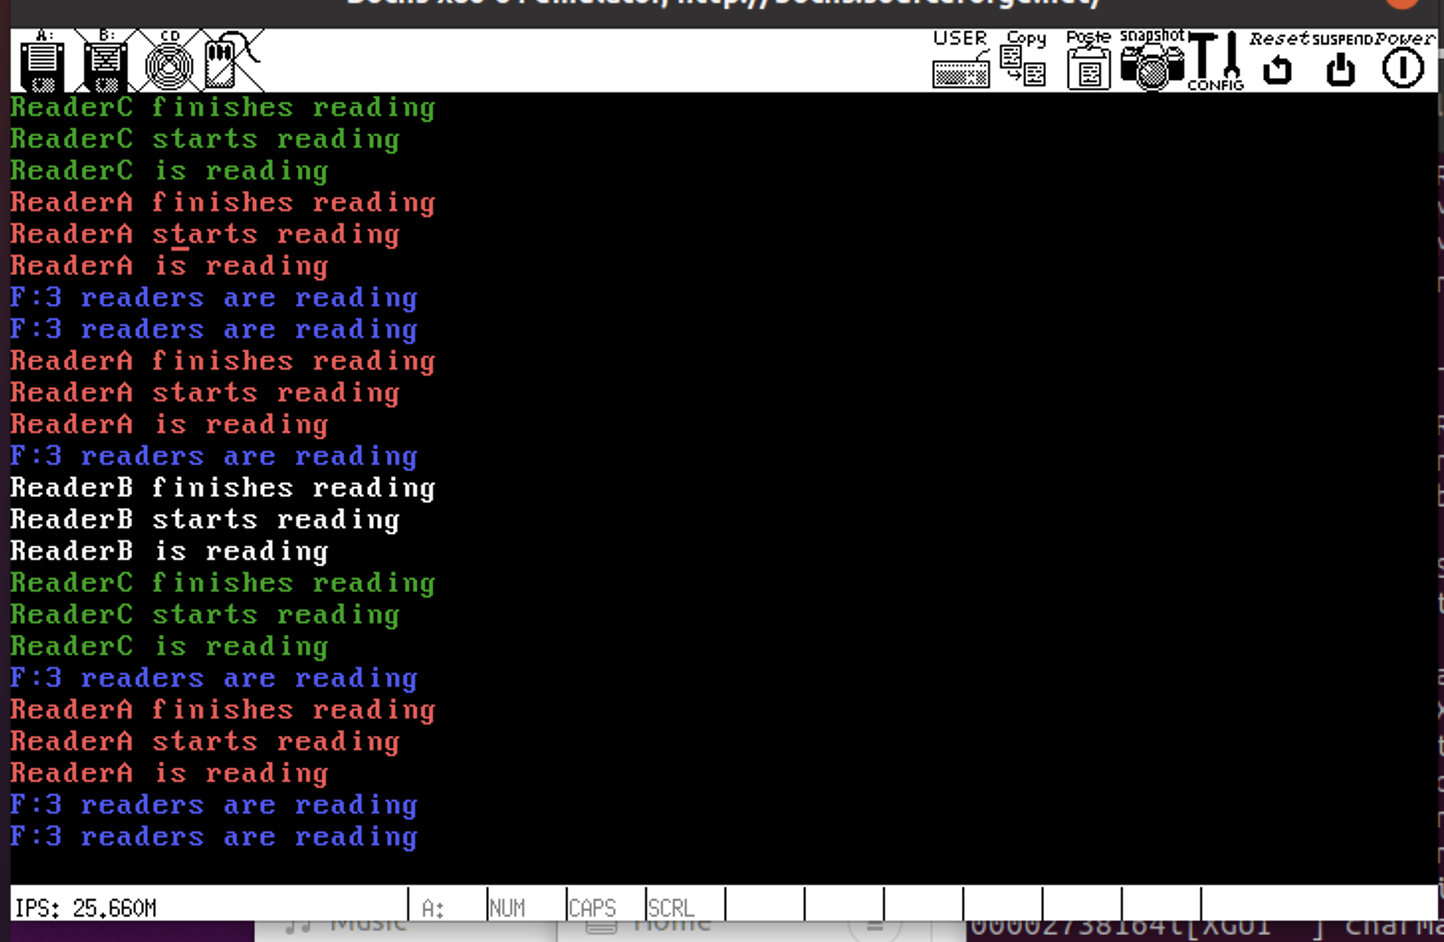 A: B: CD USER Copy Paste snapshot CONFIG Reset SUSPEND Power
ReaderC finishes reading
ReaderC starts reading
ReaderC is reading
ReaderA finishes reading
ReaderA starts reading
ReaderA is reading
F:3 readers are reading
F:3 readers are reading
ReaderA finishes reading
ReaderA starts reading
ReaderA is reading
F:3 readers are reading
ReaderB finishes reading
ReaderB starts reading
ReaderB is reading
ReaderC finishes reading
ReaderC starts reading
ReaderC is reading
F:3 readers are reading
ReaderA finishes reading
ReaderA starts reading
ReaderA is reading
F:3 readers are reading
F:3 readers are reading
IPS: 25.660M A: NUM CAPS SCRL
Music Home 00002738164t[XGUI ]